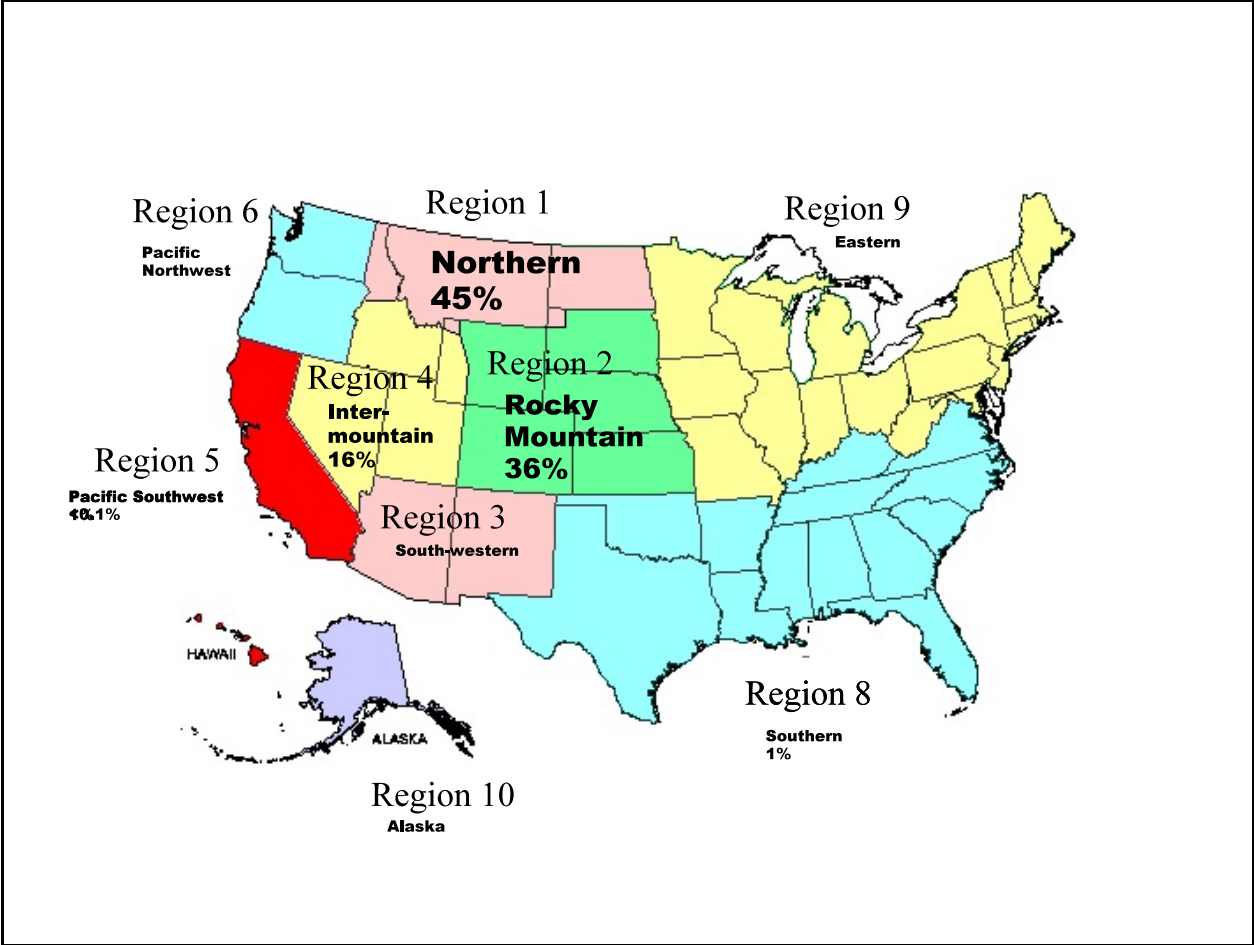 Region 6
Pacific
Northwest
Region 1
Northern
45%
Region 9
Eastern
Region 2
Rocky
Mountain
36%
Region 4
Inter-
mountain
16%
Region 5
Pacific Southwest
Region 3
South-western
HAWAII
ALASKA
Region 10
Alaska
Region 8
Southern
1%